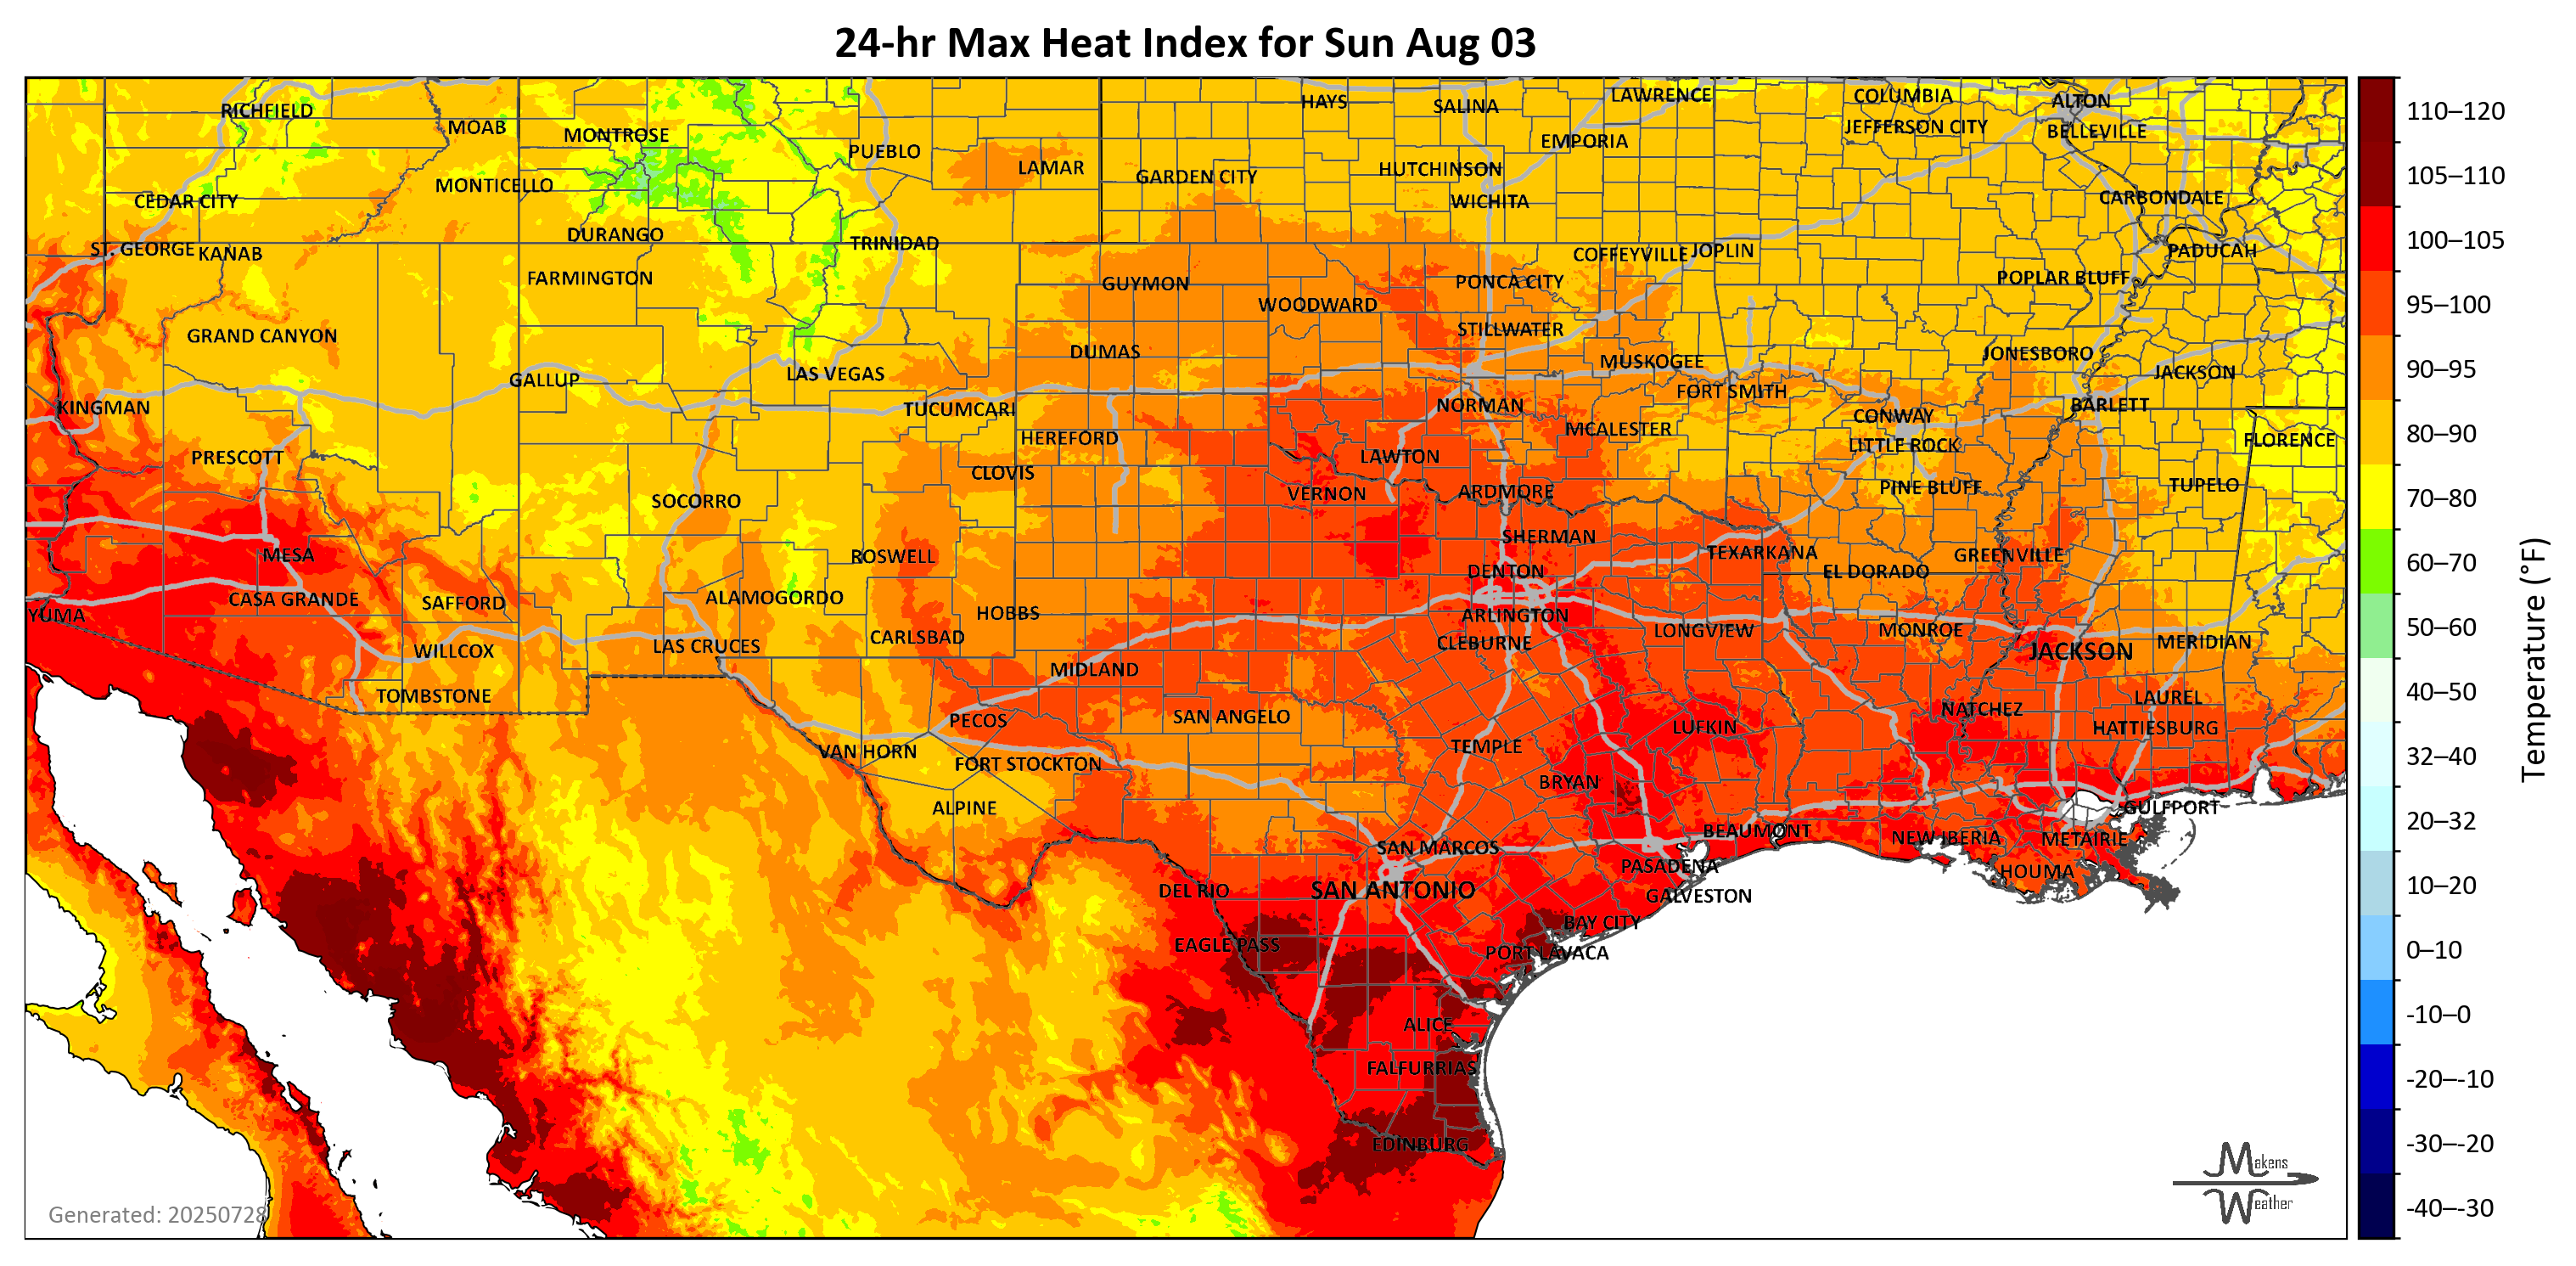 24-hr Max Heat Index for Sun Aug 03
RICHFIELD
MOAB
MONTROSE
PUEBLO
LAMAR
HAYS
SALINA
LAWRENCE
COLUMBIA
ALTON
JEFFERSON CITY
BELLEVILLE
EMPORIA
GARDEN CITY
HUTCHINSON
MONTICELLO
CEDAR CITY
WICHITA
CARBONDALE
DURANGO
TRINIDAD
ST. GEORGE
KANAB
COFFEYVILLE
JOPLIN
PADUCAH
FARMINGTON
GUYMON
PONCA CITY
POPLAR BLUFF
WOODWARD
GRAND CANYON
STILLWATER
DUMAS
MUSKOGEE
JONESBORO
JACKSON
GALLUP
LAS VEGAS
FORT SMITH
KINGMAN
TUCUMCARI
NORMAN
CONWAY
BARLETT
HEREFORD
MCALESTER
LITTLE ROCK
FLORENCE
PRESCOTT
CLOVIS
LAWTON
SOCORRO
VERNON
ARDMORE
PINE BLUFF
TUPELO
MESA
ROSWELL
SHERMAN
TEXARKANA
GREENVILLE
DENTON
EL DORADO
CASA GRANDE
SAFFORD
ALAMOGORDO
HOBBS
ARLINGTON
YUMA
CARLSBAD
CLEBURNE
LONGVIEW
MONROE
WILLCOX
LAS CRUCES
MIDLAND
JACKSON
MERIDIAN
TOMBSTONE
PECOS
SAN ANGELO
LAUREL
NATCHEZ
VAN HORN
FORT STOCKTON
TEMPLE
LUFKIN
HATTIESBURG
BRYAN
ALPINE
GULFPORT
SAN MARCOS
BEAUMONT
NEW IBERIA
METAIRIE
DEL RIO
SAN ANTONIO
PASADENA
HOUMA
GALVESTON
EAGLE PASS
BAY CITY
PORT LAVACA
ALICE
FALFURRIAS
EDINBURG
Generated: 20250728
Makens
Weather
110–120
105–110
100–105
95–100
90–95
80–90
70–80
60–70
50–60
40–50
32–40
20–32
10–20
0–10
-10–0
-20–-10
-30–-20
-40–-30
Temperature (°F)